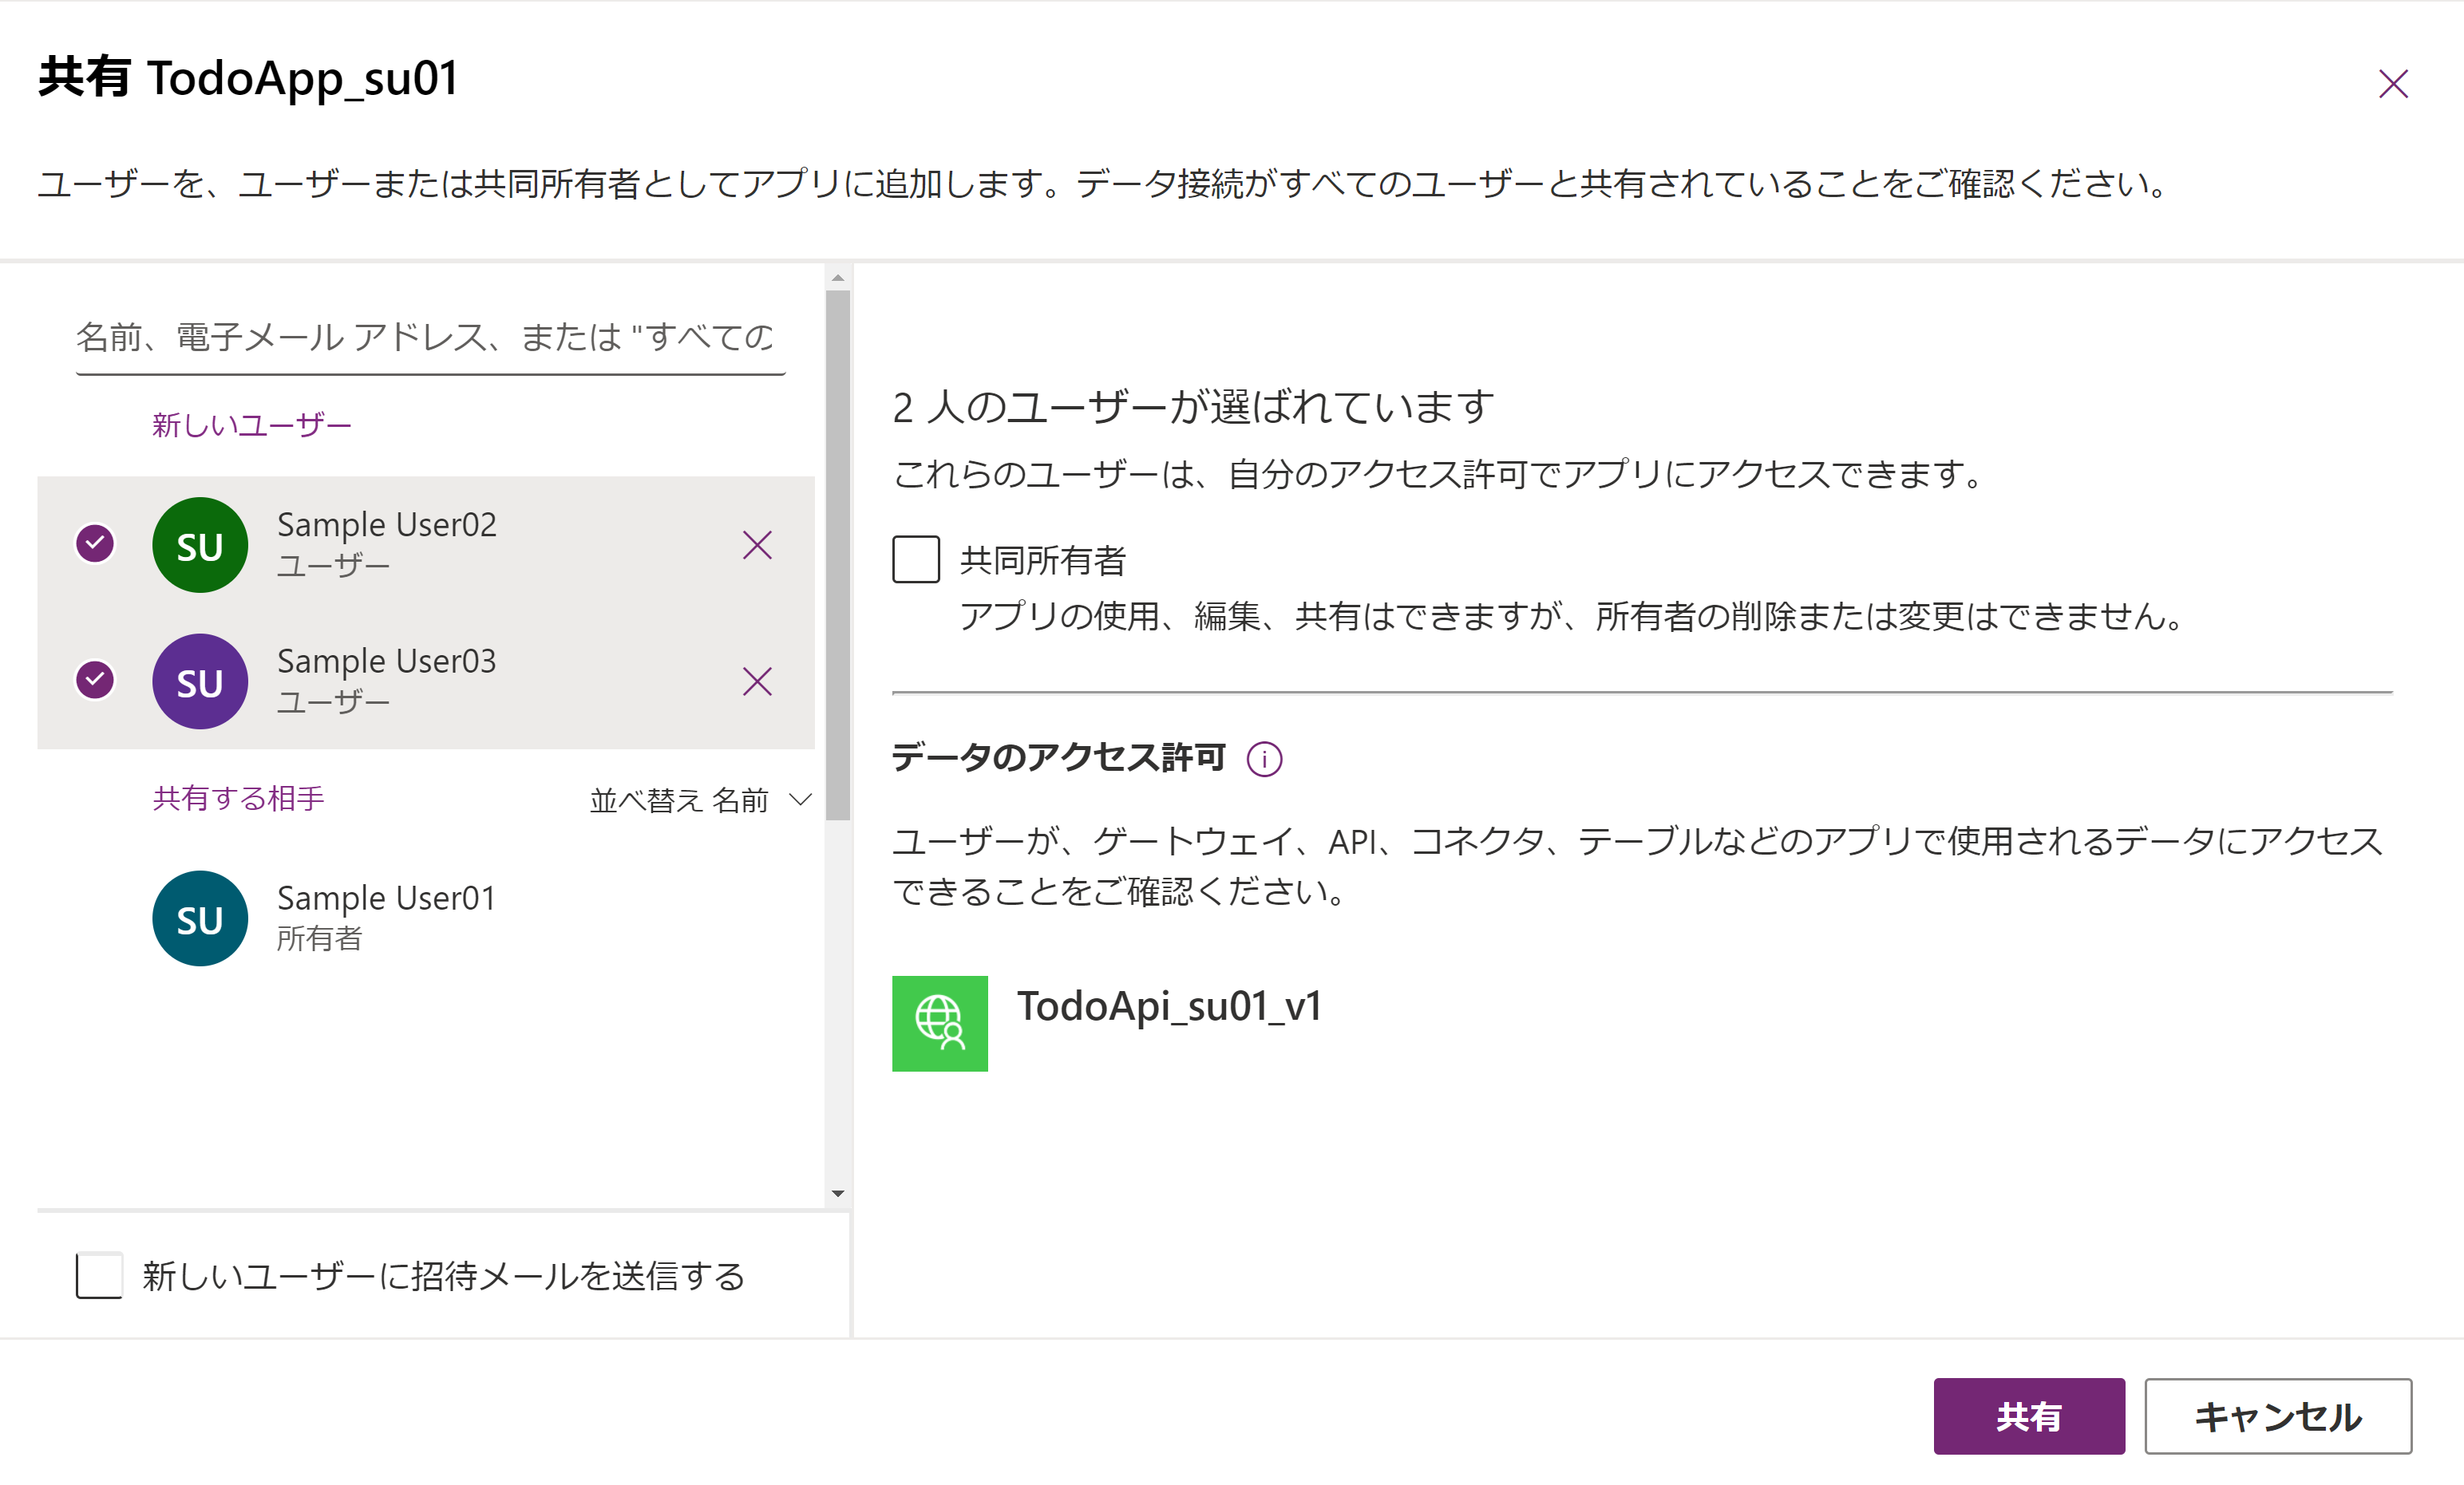 共有 TodoApp_su01
ユーザーを、ユーザーまたは共同所有者としてアプリに追加します。データ接続がすべてのユーザーと共有されていることをご確認ください。
名前、電子メール アドレス、または "すべての
新しいユーザー
SU
Sample User02
ユーザー
SU
Sample User03
ユーザー
共有する相手
並べ替え 名前
SU
Sample User01
所有者
新しいユーザーに招待メールを送信する
2 人のユーザーが選ばれています
これらのユーザーは、自分のアクセス許可でアプリにアクセスできます。
共同所有者
アプリの使用、編集、共有はできますが、所有者の削除または変更はできません。
データのアクセス許可
ユーザーが、ゲートウェイ、API、コネクタ、テーブルなどのアプリで使用されるデータにアクセス
できることをご確認ください。
TodoApi_su01_v1
共有
キャンセル